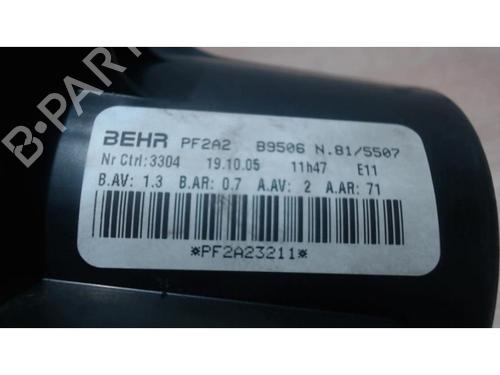 BEHR PF2A2 B9506 N.81/5507
Nr Ctrl:3304 19.10.05 11h47 E11
B.AV: 1.3 B.AR: 0.7 A.AV: 2 A.AR: 71
*PF2A23211*
B-PARTS